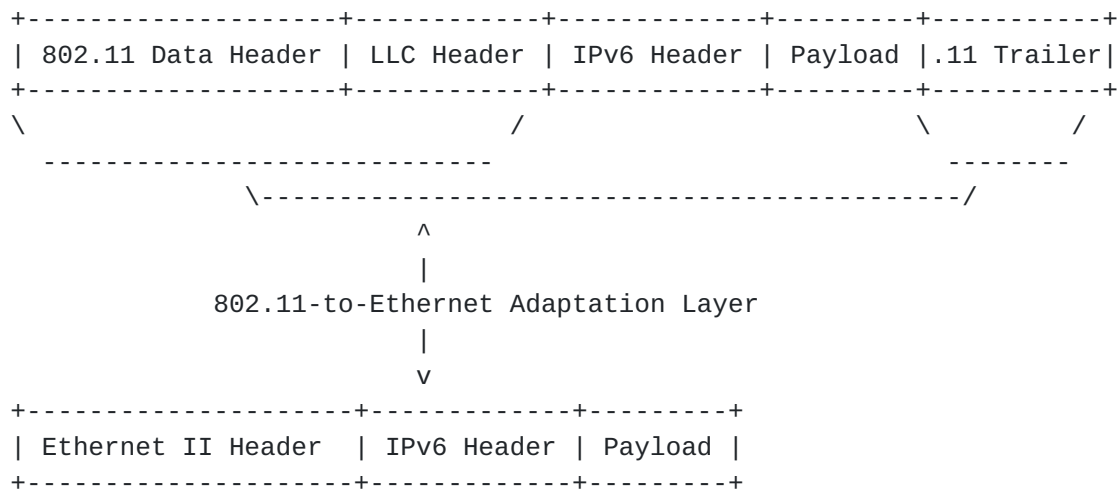 +--------------------+------------+-------------+---------+-----------+
| 802.11 Data Header | LLC Header | IPv6 Header | Payload |.11 Trailer|
+--------------------+------------+-------------+---------+-----------+
\                               /                         \         /
  -----------------------------                             --------
               \---------------------------------------------/
                          ^
                          |
             802.11-to-Ethernet Adaptation Layer
                          |
                          v
+---------------------+-------------+---------+
| Ethernet II Header  | IPv6 Header | Payload |
+---------------------+-------------+---------+